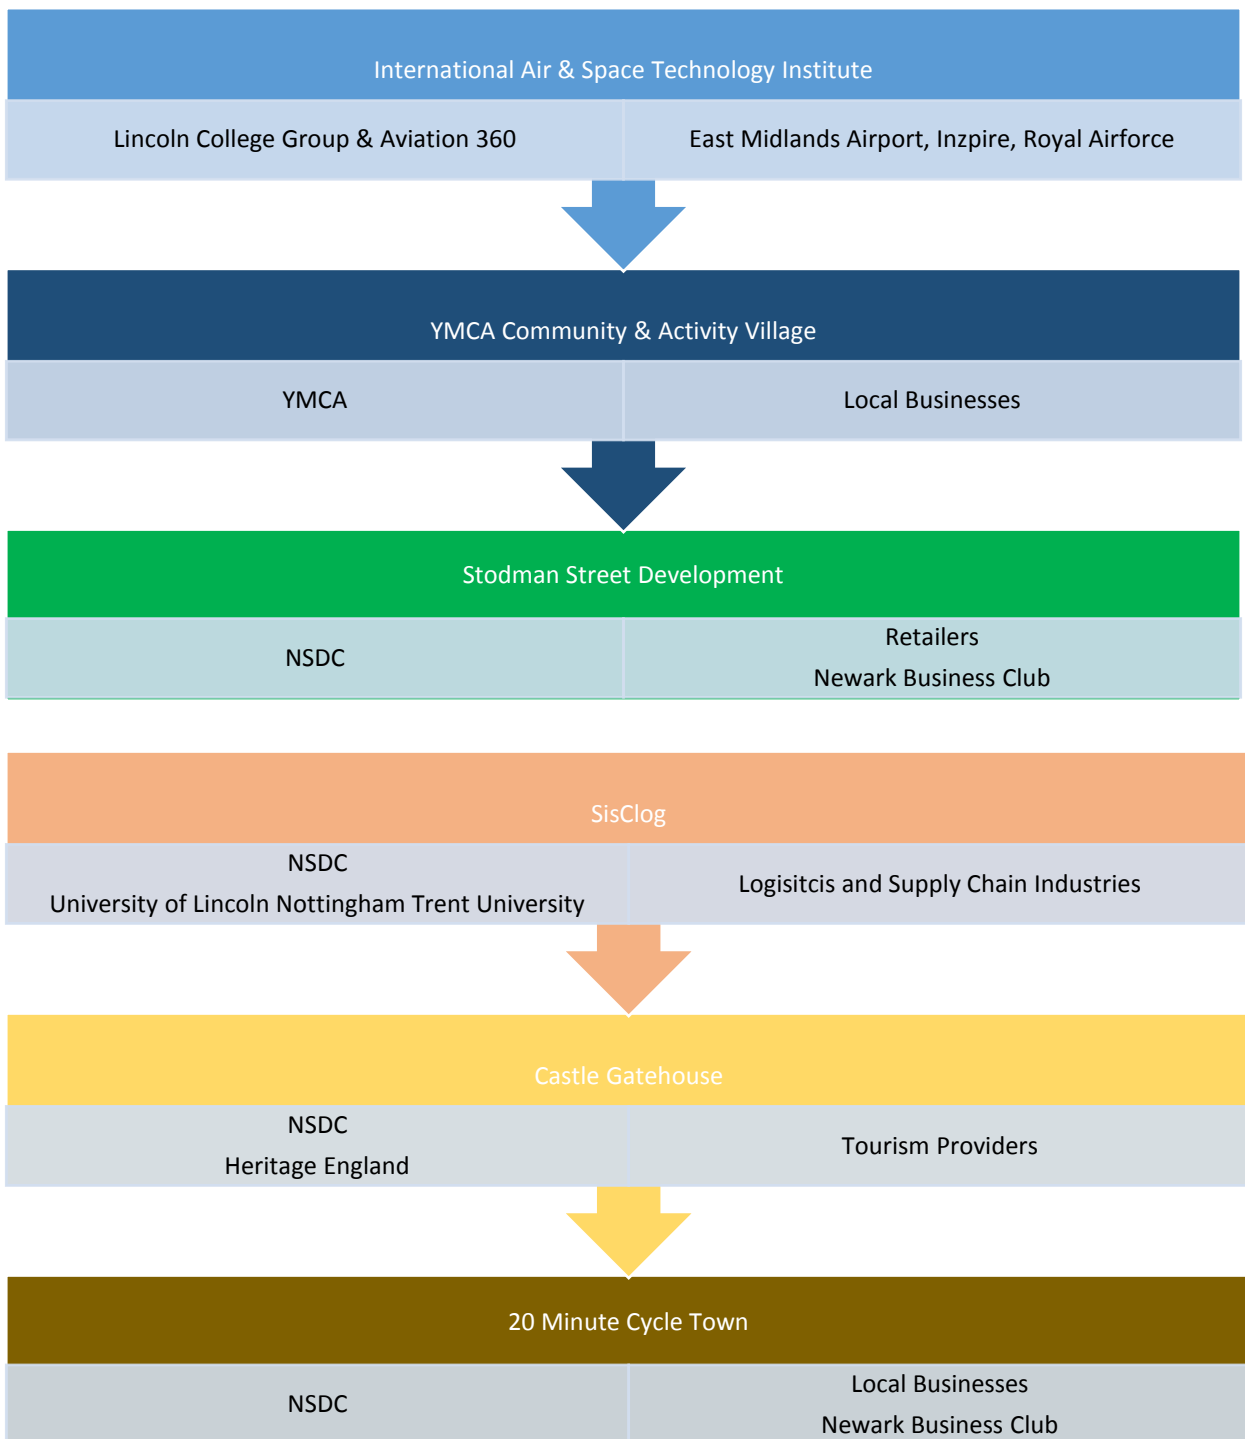 International Air & Space Technology Institute
Lincoln College Group & Aviation 360
East Midlands Airport, Inzpire, Royal Airforce
YMCA Community & Activity Village
YMCA
Local Businesses
Stodman Street Development
NSDC
Retailers
Newark Business Club
SisClog
NSDC
University of Lincoln Nottingham Trent University
Logisitcis and Supply Chain Industries
Castle Gatehouse
NSDC
Heritage England
Tourism Providers
20 Minute Cycle Town
NSDC
Local Businesses
Newark Business Club